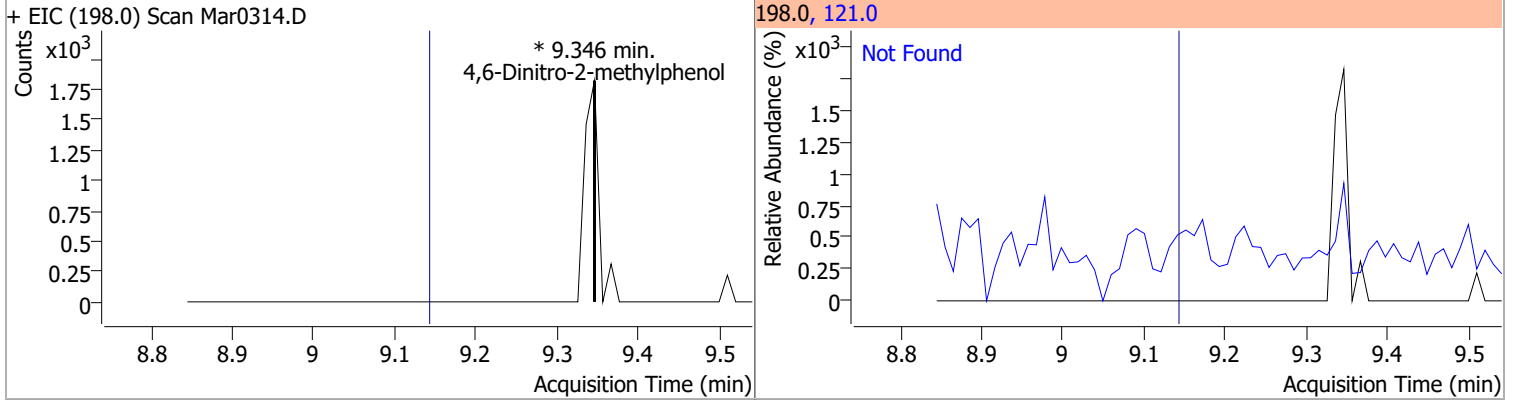 + EIC (198.0) Scan Mar0314.D
Counts
x10³
* 9.346 min.
4,6-Dinitro-2-methylphenol
1.75
1.5
1.25
1
0.75
0.5
0.25
0
8.8 8.9 9 9.1 9.2 9.3 9.4 9.5
Acquisition Time (min)
198.0, 121.0
Relative Abundance (%)
x10³
Not Found
1.5
1.25
1
0.75
0.5
0.25
0
8.8 8.9 9 9.1 9.2 9.3 9.4 9.5
Acquisition Time (min)